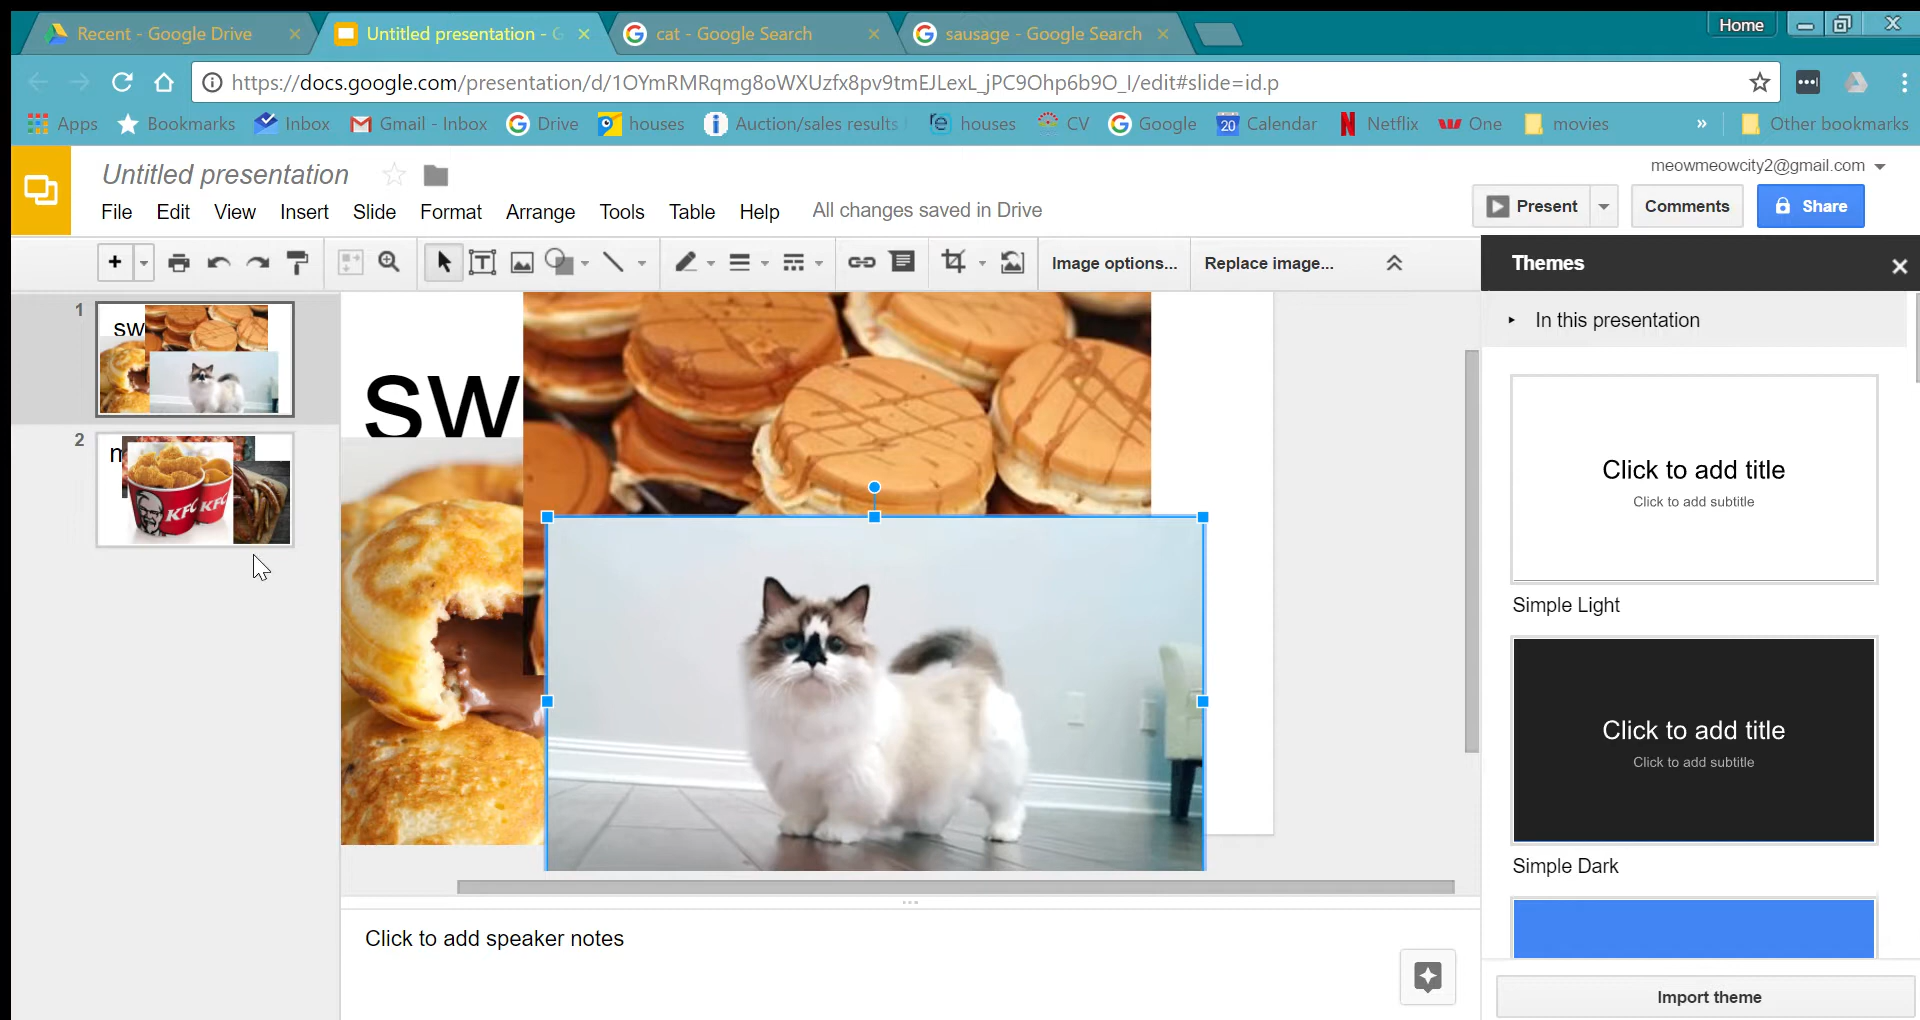 Recent - Google Drive
Untitled presentation - G
cat - Google Search
sausage - Google Search
Home
https://docs.google.com/presentation/d/1OYmRMRqmg8oWXUzfx8pv9tmEJLexL_jPC9Ohp6b9O_I/edit#slide=id.p
Apps Bookmarks Inbox Gmail - Inbox Drive houses Auction/sales results houses CV Google 20 Calendar Netflix One movies » Other bookmarks
Untitled presentation
meowmeowcity2@gmail.com
File Edit View Insert Slide Format Arrange Tools Table Help All changes saved in Drive
Present Comments Share
Image options... Replace image...
Themes
In this presentation
1
sw
2
m
KFC KFC
sw
Click to add title
Click to add subtitle
Simple Light
Click to add title
Click to add subtitle
Simple Dark
Click to add speaker notes
Import theme